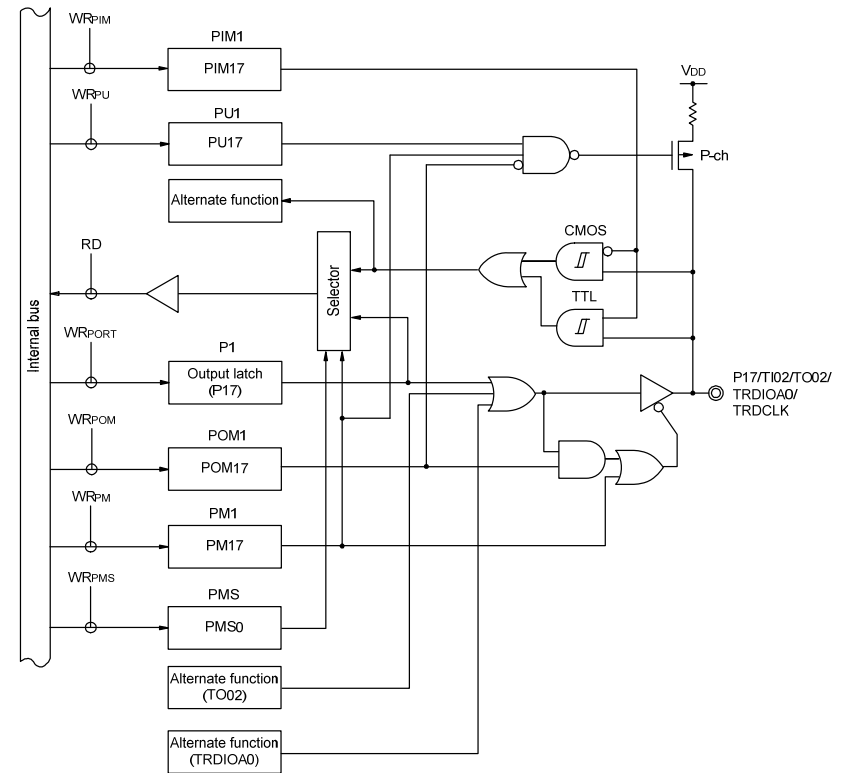 WRPIM
PIM1
PIM17
VDD
WRPU
PU1
PU17
P-ch
Alternate function
CMOS
RD
Selector
TTL
Internal bus
WRPORT
P1
Output latch
(P17)
P17/TI02/TO02/
TRDIOA0/
TRDCLK
WRPOM
POM1
POM17
WRPM
PM1
PM17
WRPMS
PMS
PMS0
Alternate function
(TO02)
Alternate function
(TRDIOA0)